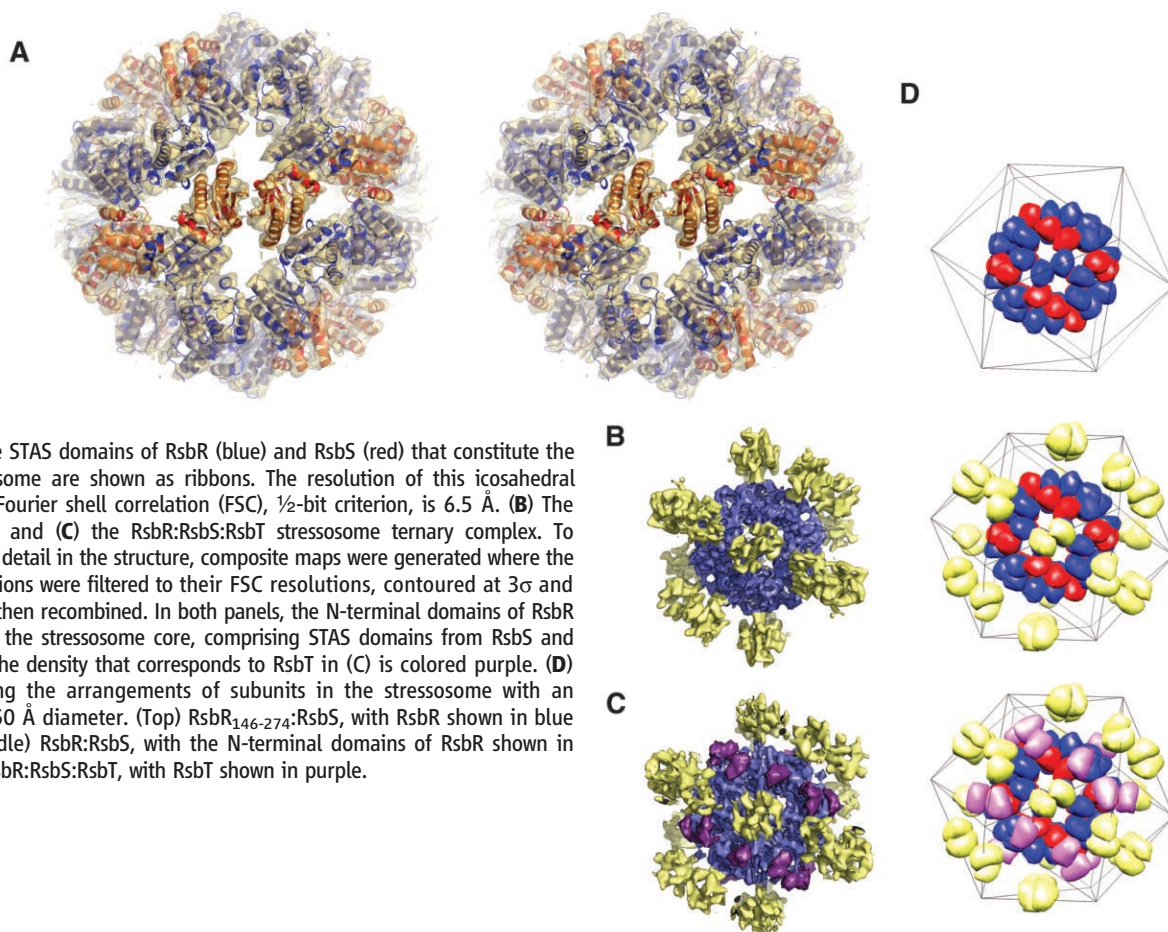 A
D
e STAS domains of RsbR (blue) and RsbS (red) that constitute the
some are shown as ribbons. The resolution of this icosahedral
Fourier shell correlation (FSC), ½-bit criterion, is 6.5 Å. (B) The
and (C) the RsbR:RsbS:RsbT stressosome ternary complex. To
detail in the structure, composite maps were generated where the
ions were filtered to their FSC resolutions, contoured at 3σ and
then recombined. In both panels, the N-terminal domains of RsbR
the stressosome core, comprising STAS domains from RsbS and
he density that corresponds to RsbT in (C) is colored purple. (D)
ng the arrangements of subunits in the stressosome with an
50 Å diameter. (Top) RsbR146-274:RsbS, with RsbR shown in blue
dle) RsbR:RsbS, with the N-terminal domains of RsbR shown in
sbR:RsbS:RsbT, with RsbT shown in purple.
B
C